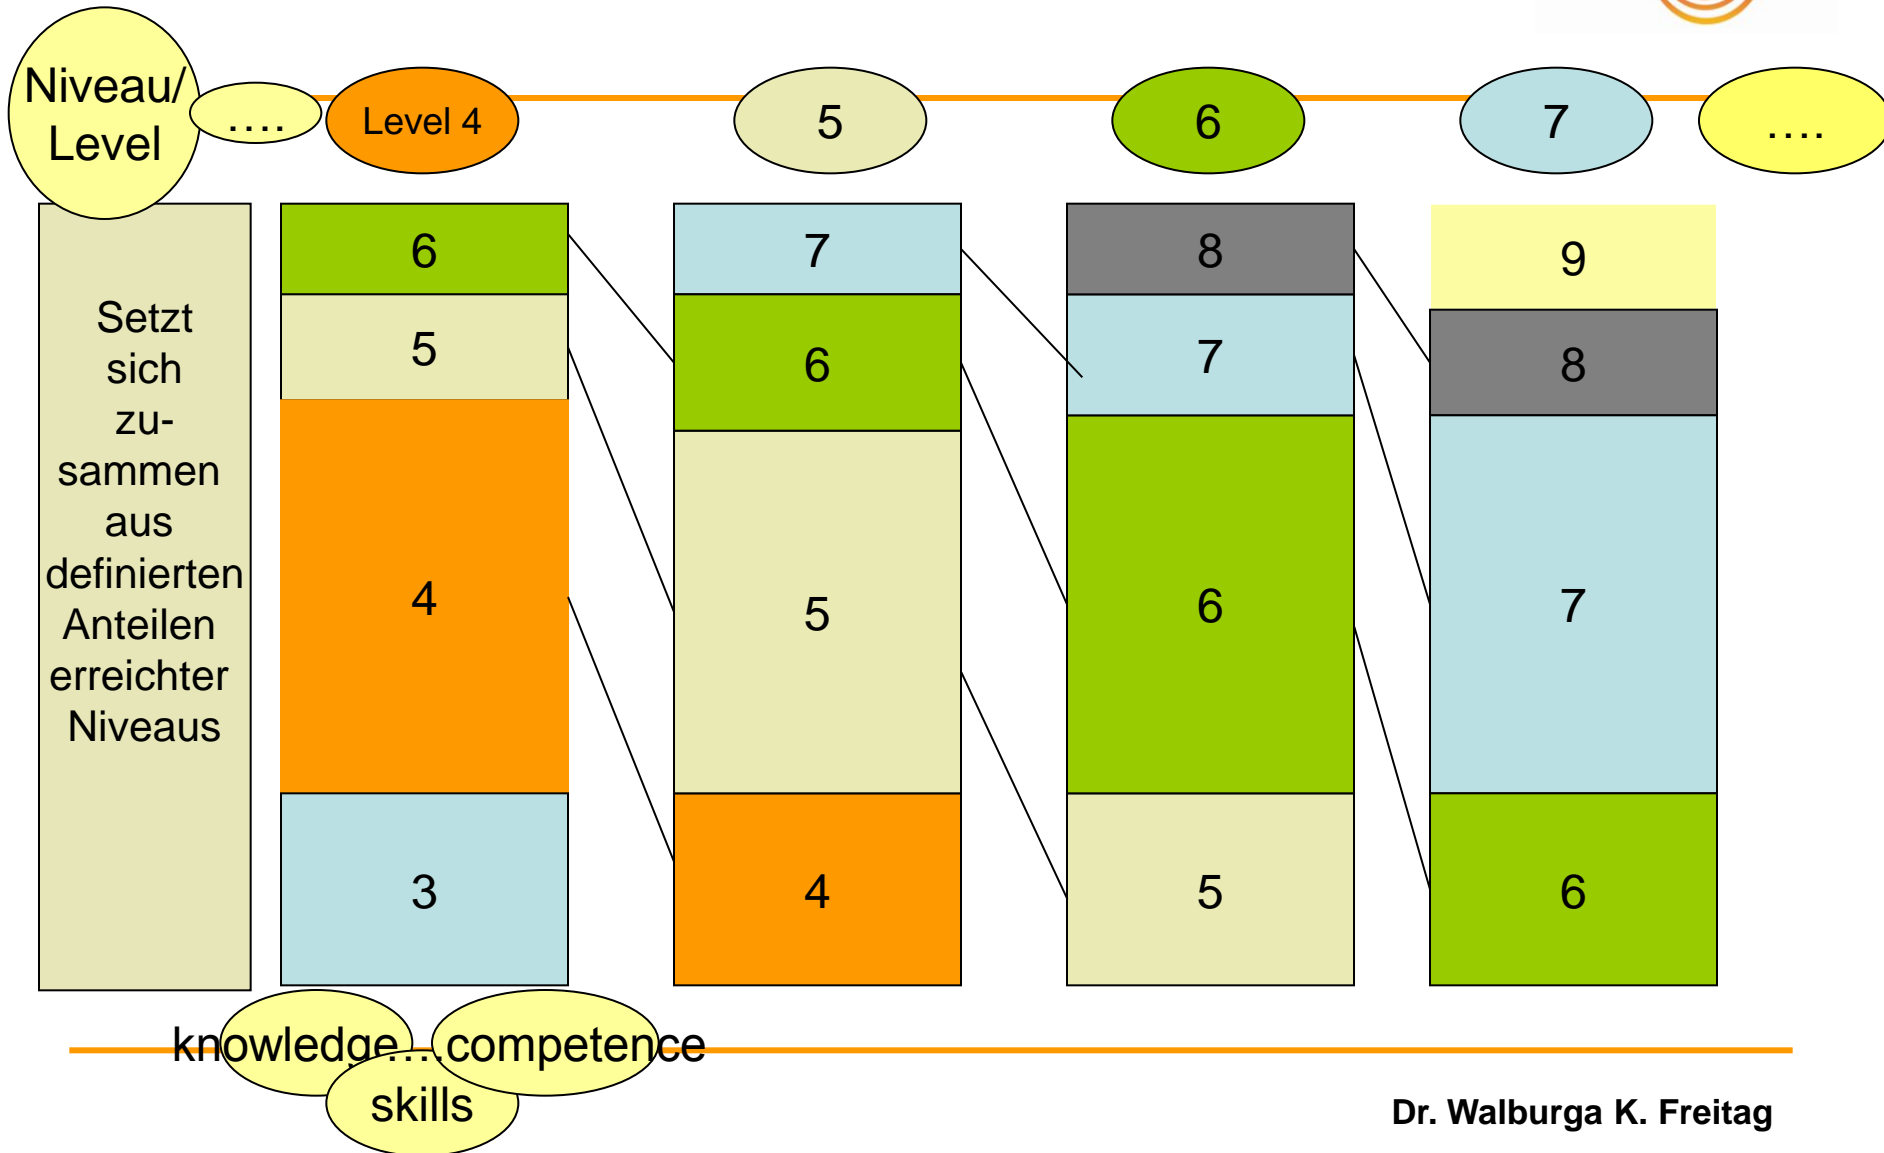 Niveau/
Level
....
Level 4
5
6
7
....
Setzt
sich
zu-
sammen
aus
definierten
Anteilen
erreichter
Niveaus
6
5
4
3
7
6
5
4
8
7
6
5
9
8
7
6
knowledge....competence
skills
Dr. Walburga K. Freitag